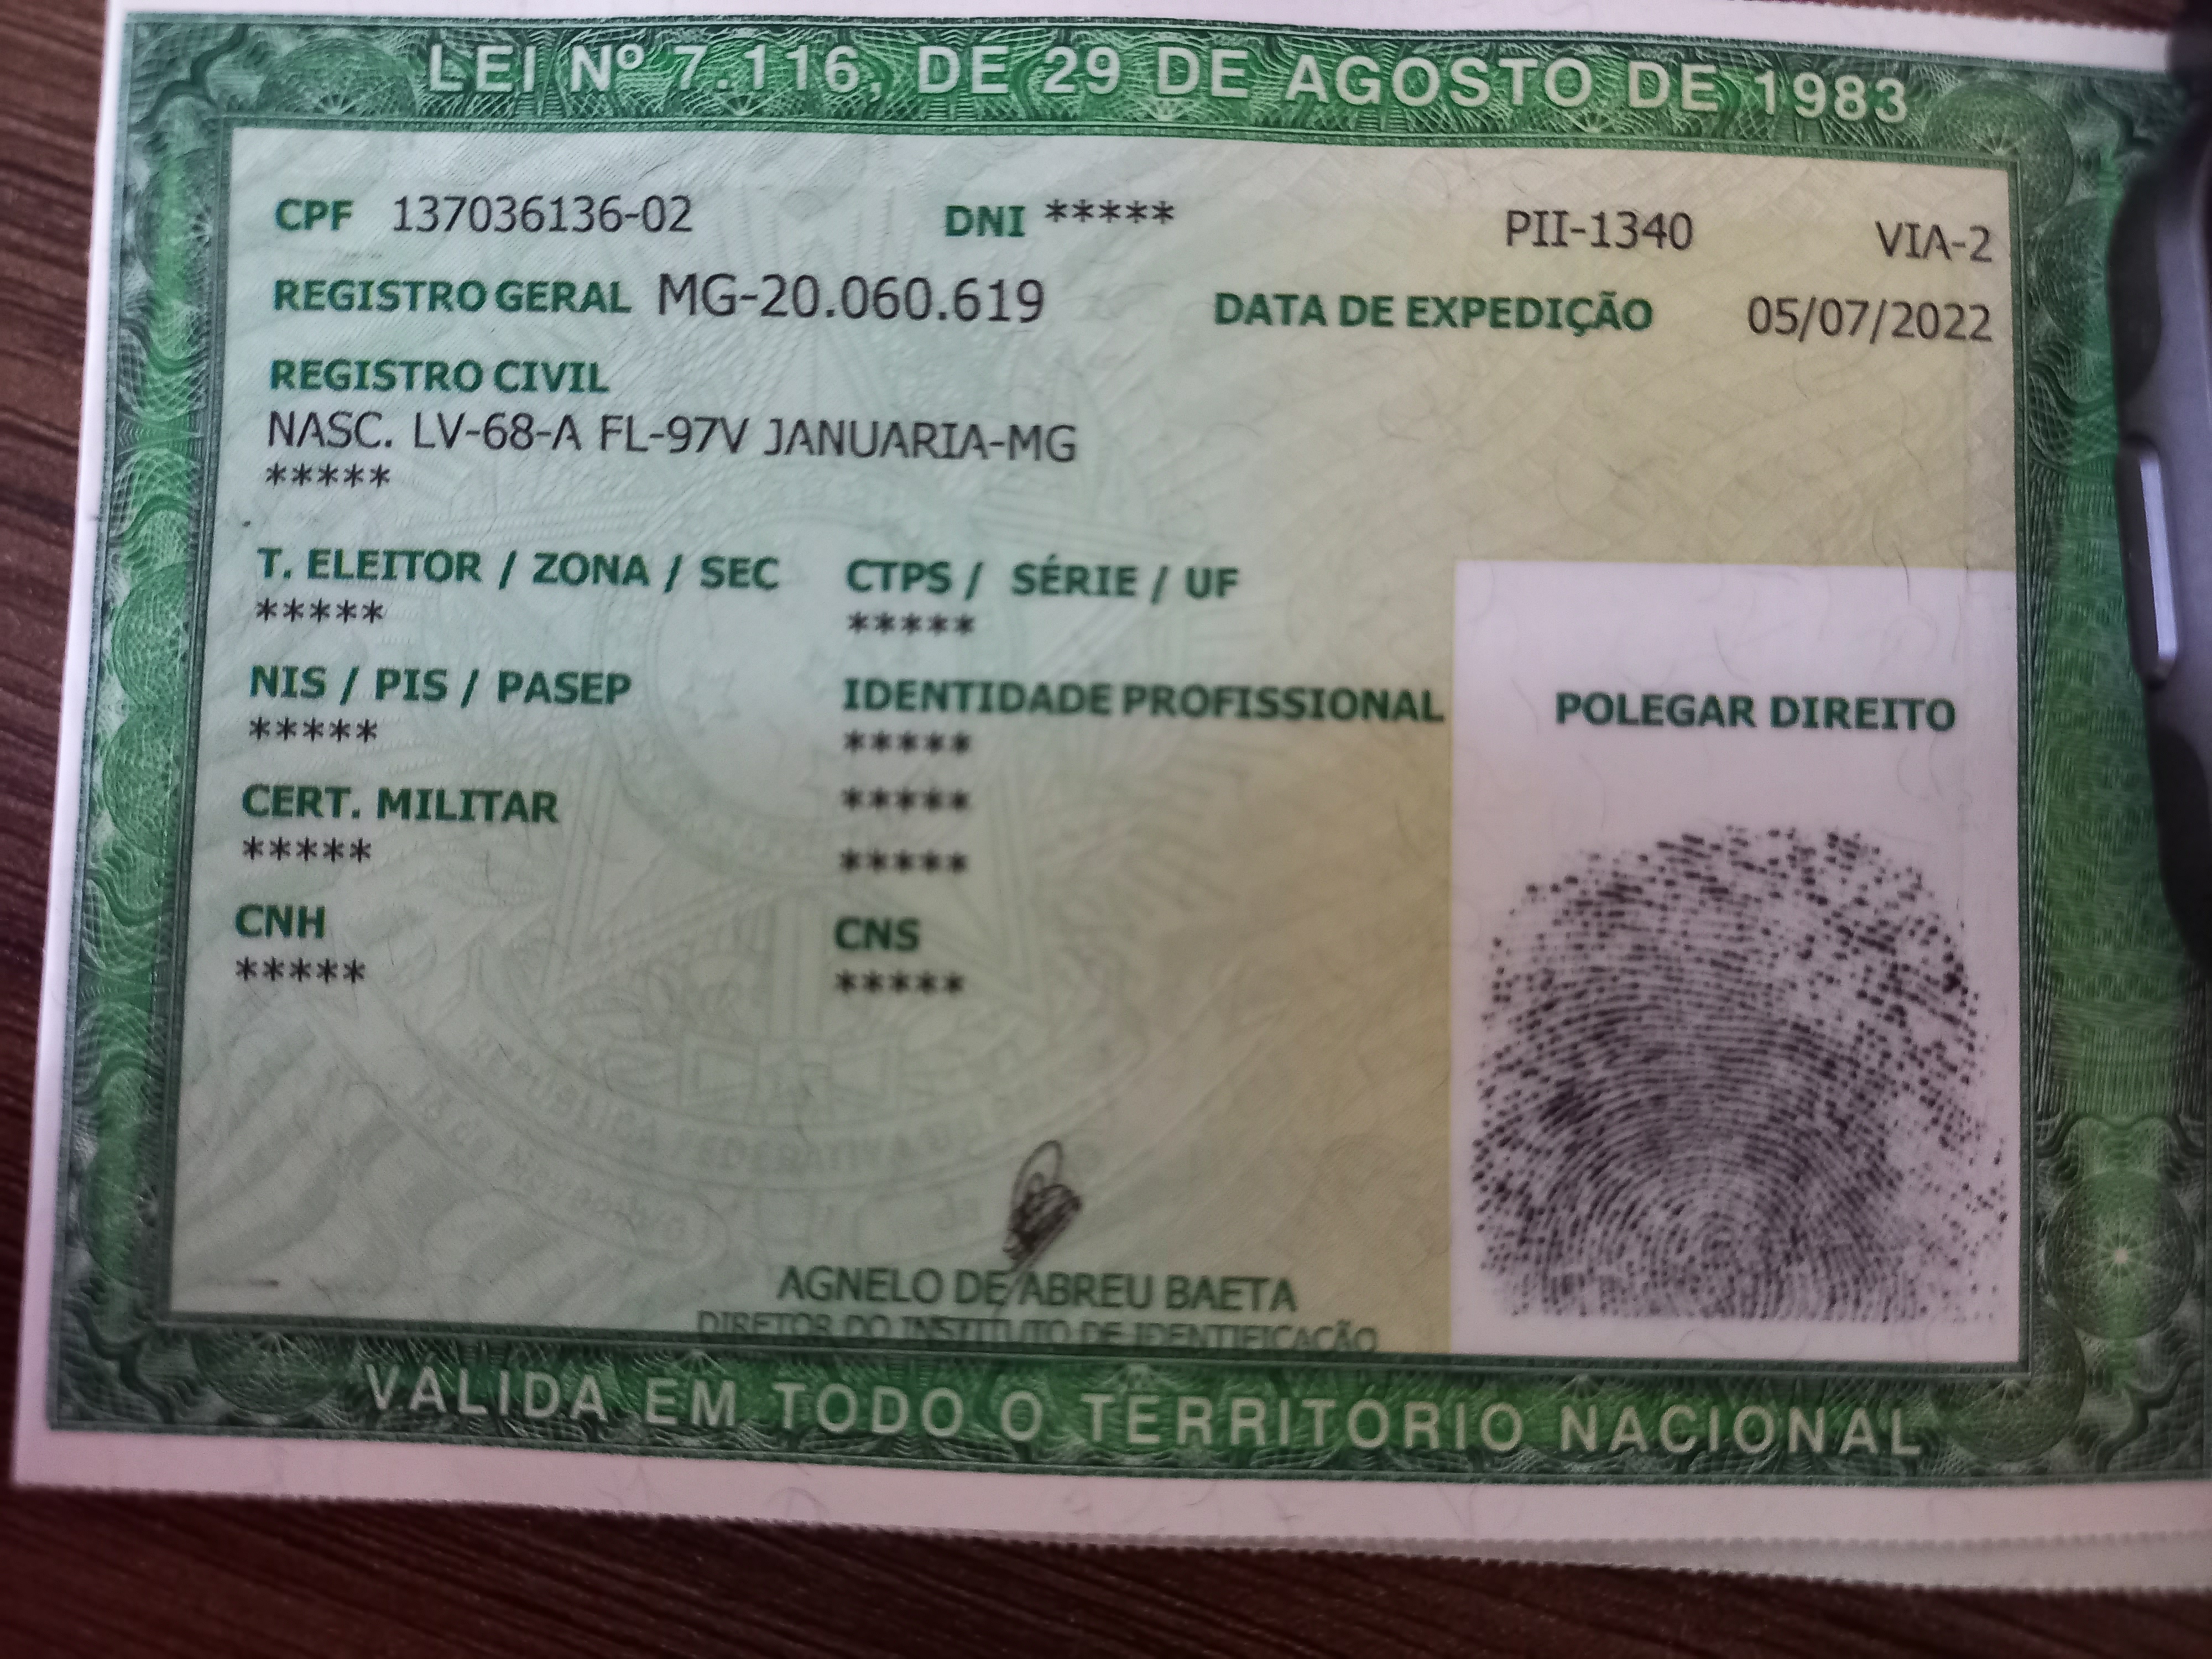 LEI Nº 7.116, DE 29 DE AGOSTO DE 1983
CPF 137036136-02 DNI ***** PII-1340 VIA-2
REGISTRO GERAL MG-20.060.619 DATA DE EXPEDIÇÃO 05/07/2022
REGISTRO CIVIL
NASC. LV-68-A FL-97V JANUARIA-MG
*****
T. ELEITOR / ZONA / SEC CTPS / SÉRIE / UF
***** *****
NIS / PIS / PASEP IDENTIDADE PROFISSIONAL POLEGAR DIREITO
***** *****
CERT. MILITAR *****
***** *****
CNH CNS
***** *****
AGNELO DE ABREU BAETA
DIRETOR DO INSTITUTO DE IDENTIFICAÇÃO
VALIDA EM TODO O TERRITÓRIO NACIONAL